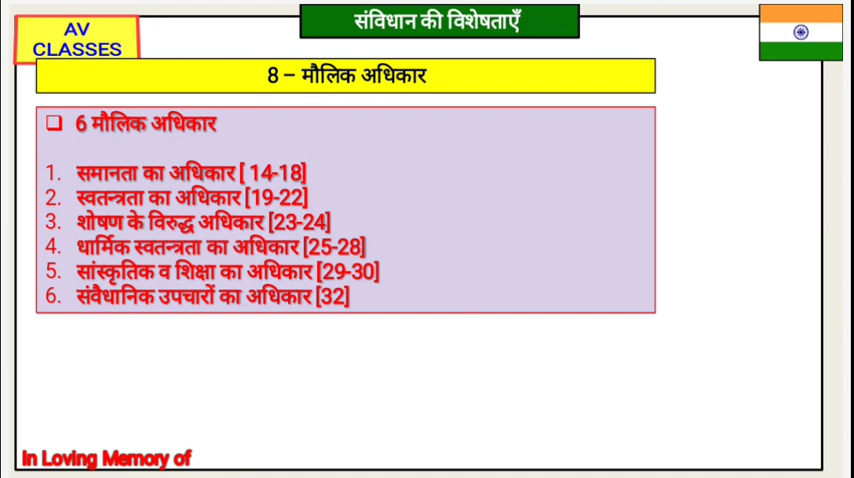 AV
CLASSES
संविधान की विशेषताएँ
8 – मौलिक अधिकार
❑ 6 मौलिक अधिकार
1. समानता का अधिकार [ 14-18]
2. स्वतन्त्रता का अधिकार [19-22]
3. शोषण के विरुद्ध अधिकार [23-24]
4. धार्मिक स्वतन्त्रता का अधिकार [25-28]
5. सांस्कृतिक व शिक्षा का अधिकार [29-30]
6. संवैधानिक उपचारों का अधिकार [32]
In Loving Memory of